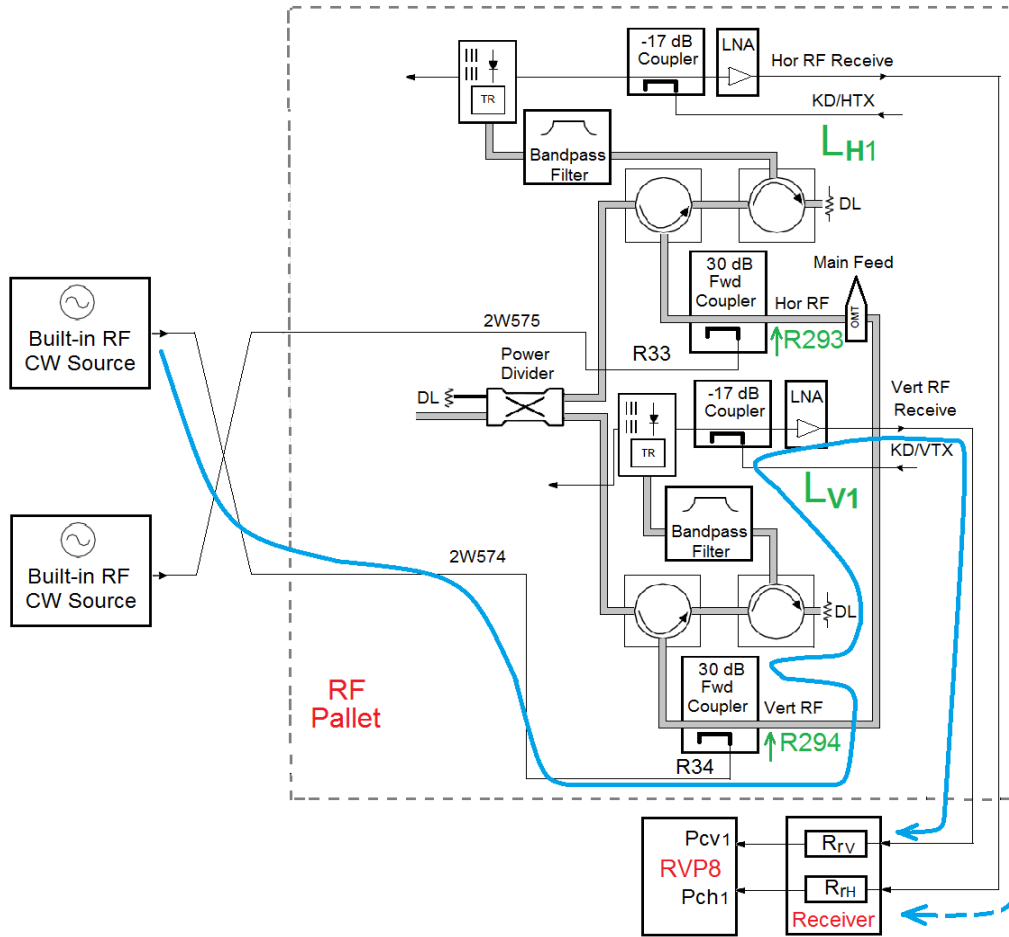 -17 dB
Coupler
LNA
Hor RF Receive
KD/HTX
TR
LH1
Bandpass
Filter
DL
30 dB
Fwd
Coupler
Main Feed
Hor RF
OMT
Built-in RF
CW Source
2W575
R33
R293
Power
Divider
DL
-17 dB
Coupler
LNA
Vert RF
Receive
KD/VTX
TR
LV1
Bandpass
Filter
Built-in RF
CW Source
2W574
DL
30 dB
Fwd
Coupler
Vert RF
RF
Pallet
R294
R34
Pcv1
RVP8
Pch1
RrV
RrH
Receiver